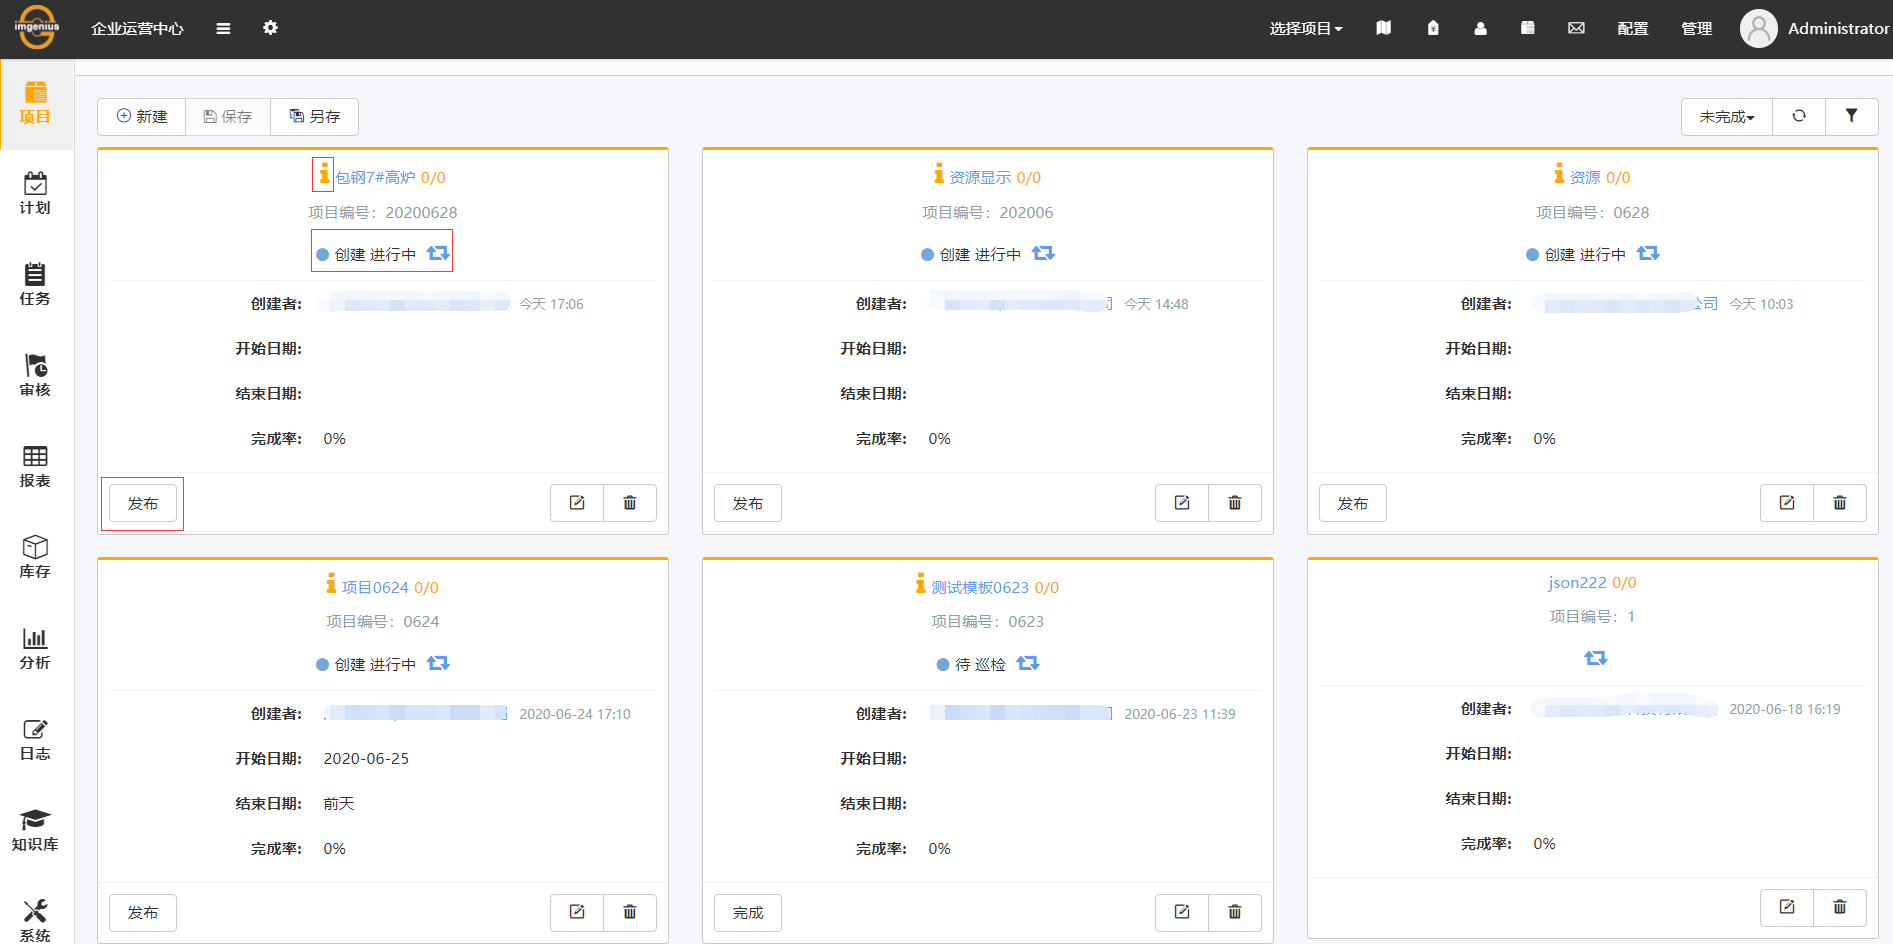 imgenius 企业运营中心 选择项目 配置 管理 Administrator
项目
计划
任务
审核
报表
库存
分析
日志
知识库
系统
新建 保存 另存 未完成
包钢7#高炉 0/0
项目编号：20200628
创建 进行中
创建者: 今天 17:06
开始日期:
结束日期:
完成率: 0%
发布
资源显示 0/0
项目编号：202006
创建 进行中
创建者: 司 今天 14:48
开始日期:
结束日期:
完成率: 0%
发布
资源 0/0
项目编号：0628
创建 进行中
创建者: 公司 今天 10:03
开始日期:
结束日期:
完成率: 0%
发布
项目0624 0/0
项目编号：0624
创建 进行中
创建者: 2020-06-24 17:10
开始日期: 2020-06-25
结束日期: 前天
完成率: 0%
发布
测试模板0623 0/0
项目编号：0623
待 巡检
创建者: 2020-06-23 11:39
开始日期:
结束日期:
完成率: 0%
完成
json222 0/0
项目编号：1
创建者: 2020-06-18 16:19
开始日期:
结束日期:
完成率: 0%